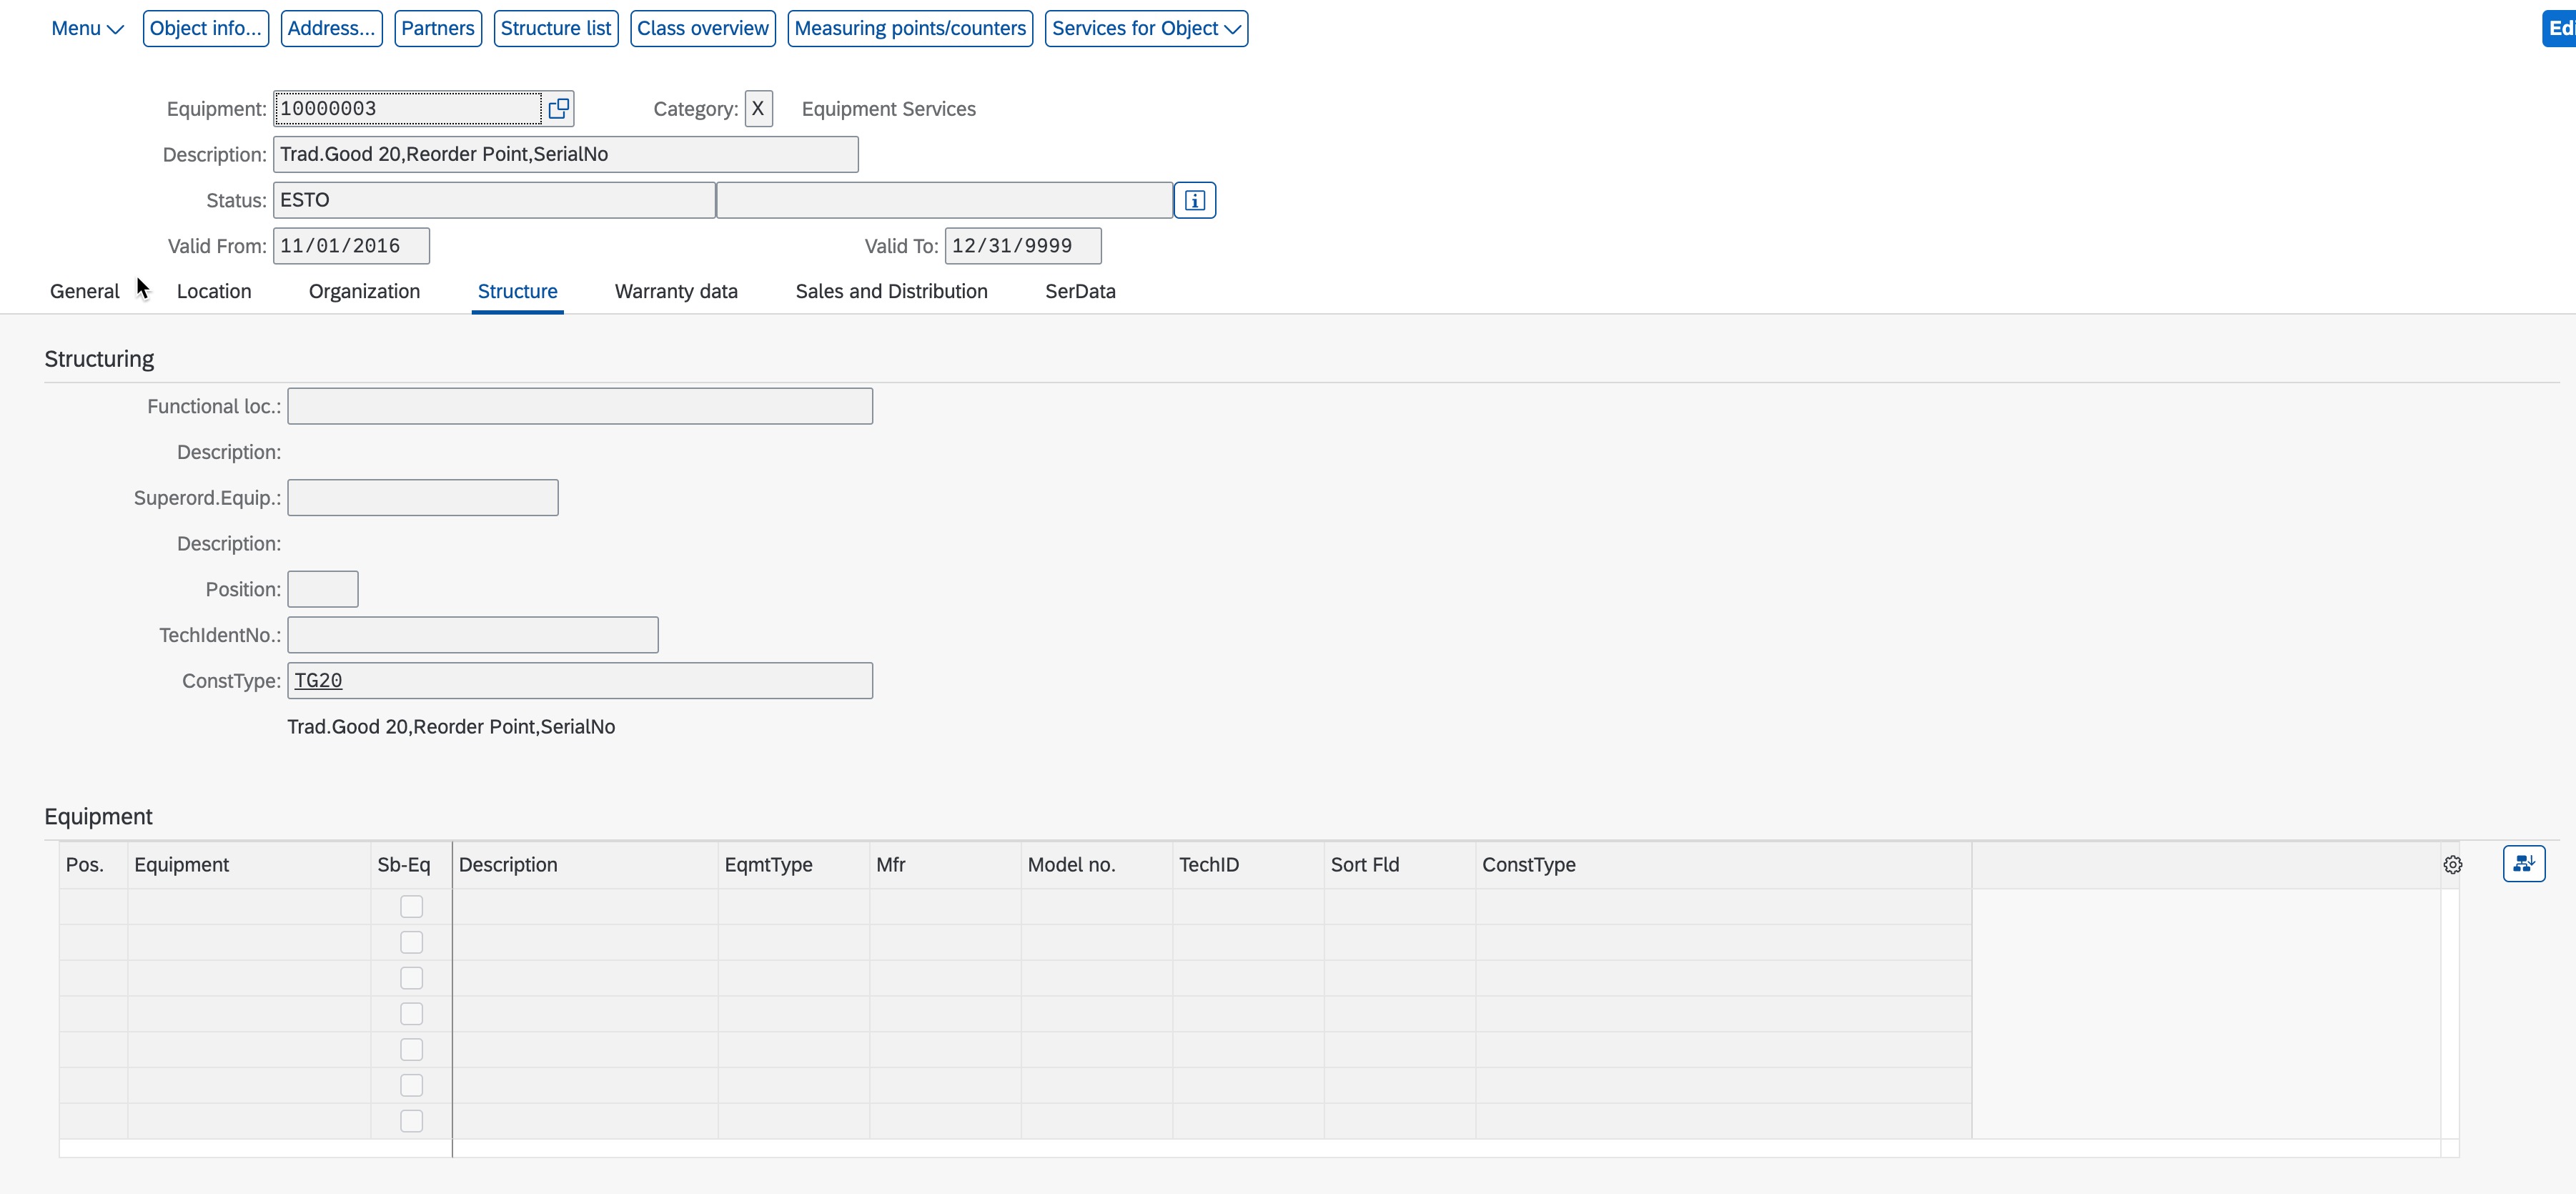 Menu Object info... Address... Partners Structure list Class overview Measuring points/counters Services for Object
Equipment: 10000003 Category: X Equipment Services
Description: Trad.Good 20,Reorder Point,SerialNo
Status: ESTO
Valid From: 11/01/2016 Valid To: 12/31/9999
General Location Organization Structure Warranty data Sales and Distribution SerData
Structuring
Functional loc.:
Description:
Superord.Equip.:
Description:
Position:
TechIdentNo.:
ConstType: TG20
Trad.Good 20,Reorder Point,SerialNo
Equipment
Pos. Equipment Sb-Eq Description EqmtType Mfr Model no. TechID Sort Fld ConstType